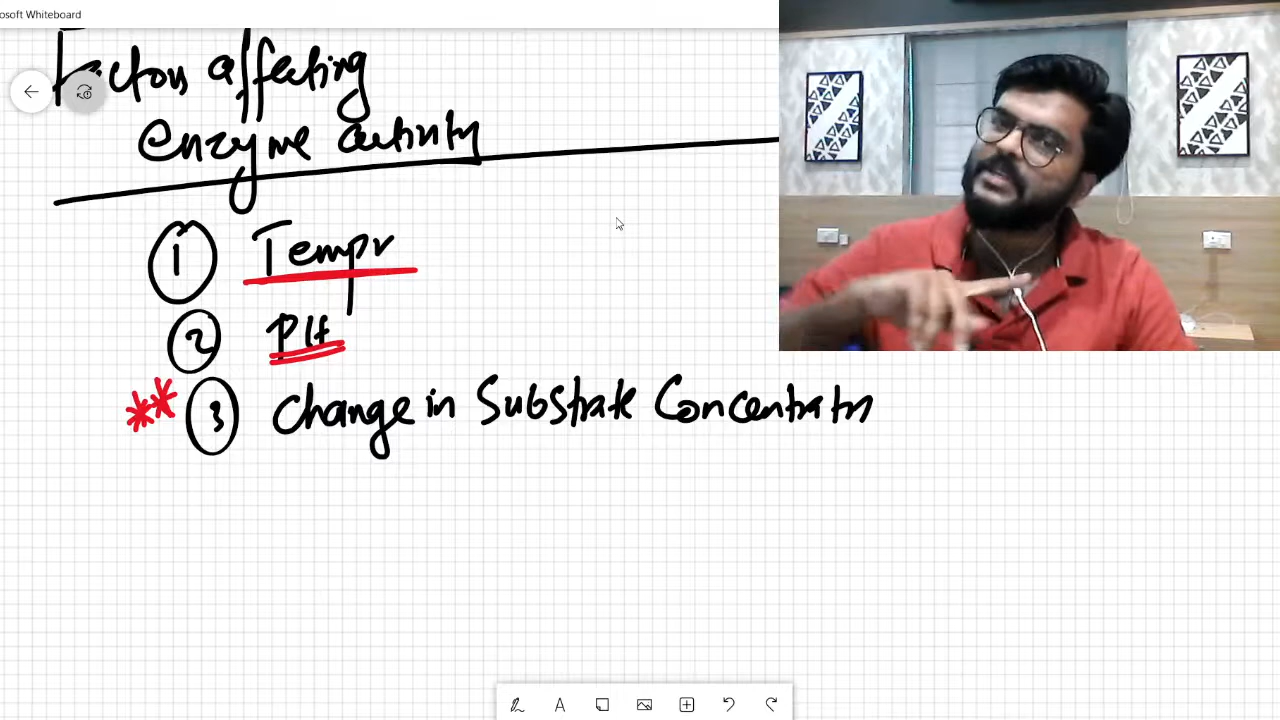 osoft Whiteboard
Factors affecting
enzyme activity
1 Tempr
2 PH
** 3 Change in Substrate Concentratn
A